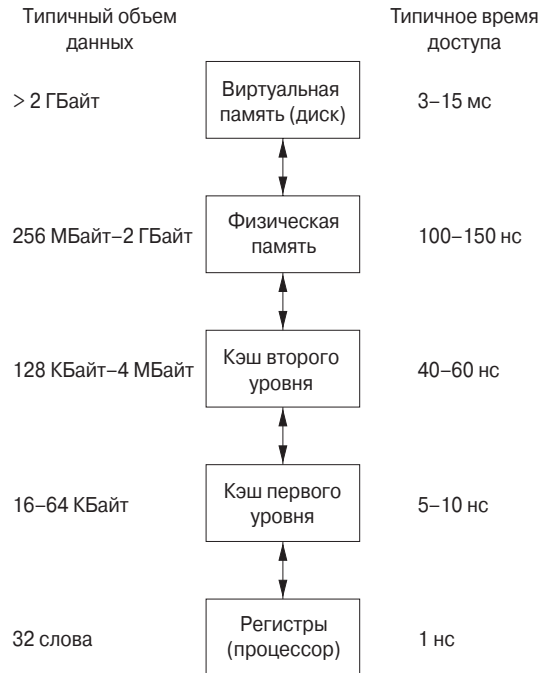 Типичный объем
данных
Типичное время
доступа
> 2 ГБайт
Виртуальная
память (диск)
3–15 мс
256 МБайт–2 ГБайт
Физическая
память
100–150 нс
128 КБайт–4 МБайт
Кэш второго
уровня
40–60 нс
16–64 КБайт
Кэш первого
уровня
5–10 нс
32 слова
Регистры
(процессор)
1 нс